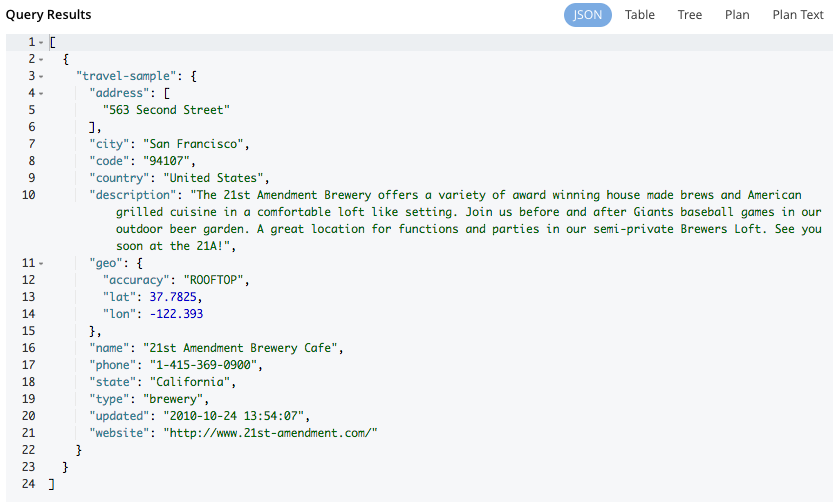 Query Results
JSON Table Tree Plan Plan Text
1 [
2 {
3 "travel-sample": {
4 "address": [
5 "563 Second Street"
6 ],
7 "city": "San Francisco",
8 "code": "94107",
9 "country": "United States",
10 "description": "The 21st Amendment Brewery offers a variety of award winning house made brews and American
grilled cuisine in a comfortable loft like setting. Join us before and after Giants baseball games in our
outdoor beer garden. A great location for functions and parties in our semi-private Brewers Loft. See you
soon at the 21A!",
11 "geo": {
12 "accuracy": "ROOFTOP",
13 "lat": 37.7825,
14 "lon": -122.393
15 },
16 "name": "21st Amendment Brewery Cafe",
17 "phone": "1-415-369-0900",
18 "state": "California",
19 "type": "brewery",
20 "updated": "2010-10-24 13:54:07",
21 "website": "http://www.21st-amendment.com/"
22 }
23 }
24 ]